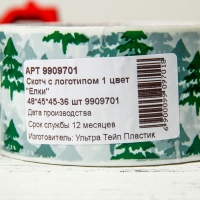 АРТ 9909701
Скотч с логотипом 1 цвет
"Елки"
48*45*45-36 шт 9909701
Дата производства
Срок службы 12 месяцев
Изготовитель: Ультра Тейп Пластик